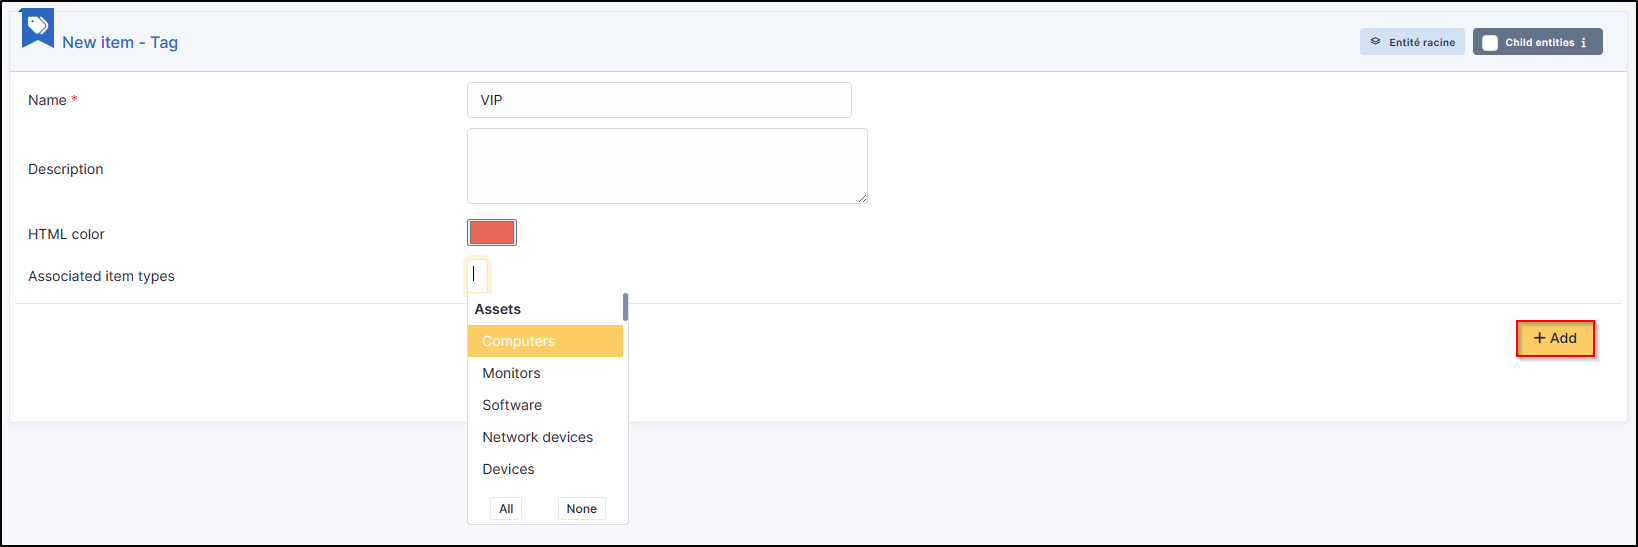 New item - Tag
Entité racine
Child entities i
Name *
VIP
Description
HTML color
Associated item types
Assets
Computers
Monitors
Software
Network devices
Devices
All
None
+ Add